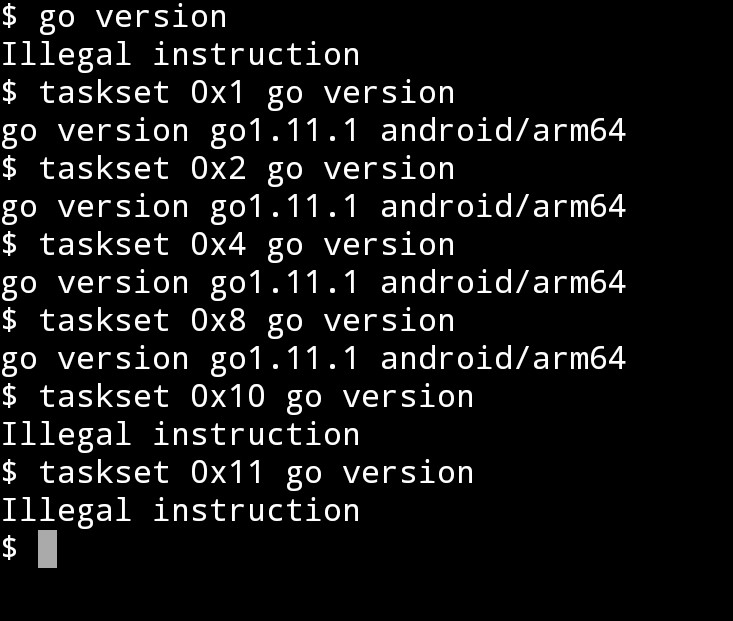 $ go version
Illegal instruction
$ taskset 0x1 go version
go version go1.11.1 android/arm64
$ taskset 0x2 go version
go version go1.11.1 android/arm64
$ taskset 0x4 go version
go version go1.11.1 android/arm64
$ taskset 0x8 go version
go version go1.11.1 android/arm64
$ taskset 0x10 go version
Illegal instruction
$ taskset 0x11 go version
Illegal instruction
$